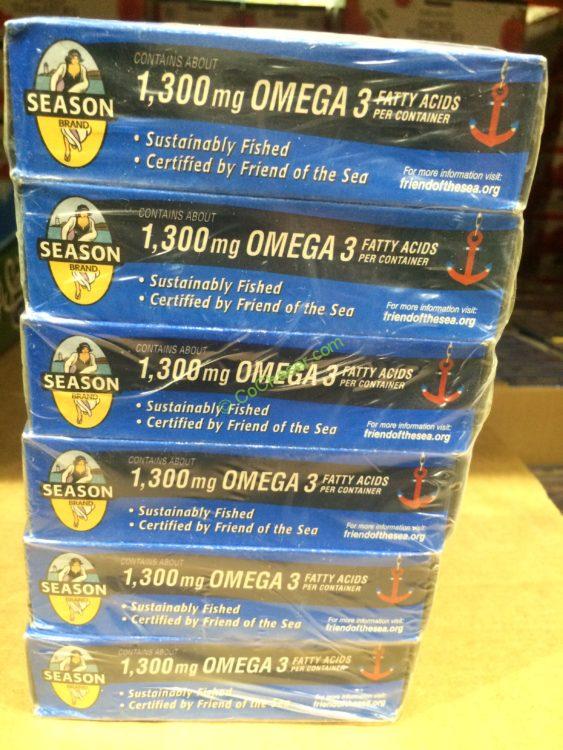 CONTAINS ABOUT
1,300mg OMEGA 3 FATTY ACIDS
PER CONTAINER
SEASON
BRAND
• Sustainably Fished
• Certified by Friend of the Sea
For more information visit:
friendofthesea.org
CONTAINS ABOUT
1,300mg OMEGA 3 FATTY ACIDS
PER CONTAINER
SEASON
BRAND
• Sustainably Fished
• Certified by Friend of the Sea
For more information visit:
friendofthesea.org
CONTAINS ABOUT
1,300mg OMEGA 3 FATTY ACIDS
PER CONTAINER
SEASON
BRAND
• Sustainably Fished
• Certified by Friend of the Sea
For more information visit:
friendofthesea.org
CONTAINS ABOUT
1,300mg OMEGA 3 FATTY ACIDS
PER CONTAINER
SEASON
BRAND
• Sustainably Fished
• Certified by Friend of the Sea
For more information visit:
friendofthesea.org
CONTAINS ABOUT
1,300mg OMEGA 3 FATTY ACIDS
PER CONTAINER
SEASON
BRAND
• Sustainably Fished
• Certified by Friend of the Sea
For more information visit:
friendofthesea.org
CONTAINS ABOUT
1,300mg OMEGA 3 FATTY ACIDS
PER CONTAINER
SEASON
• Sustainably Fished
• Certified by Friend of the Sea
For more information visit:
friendofthesea.org